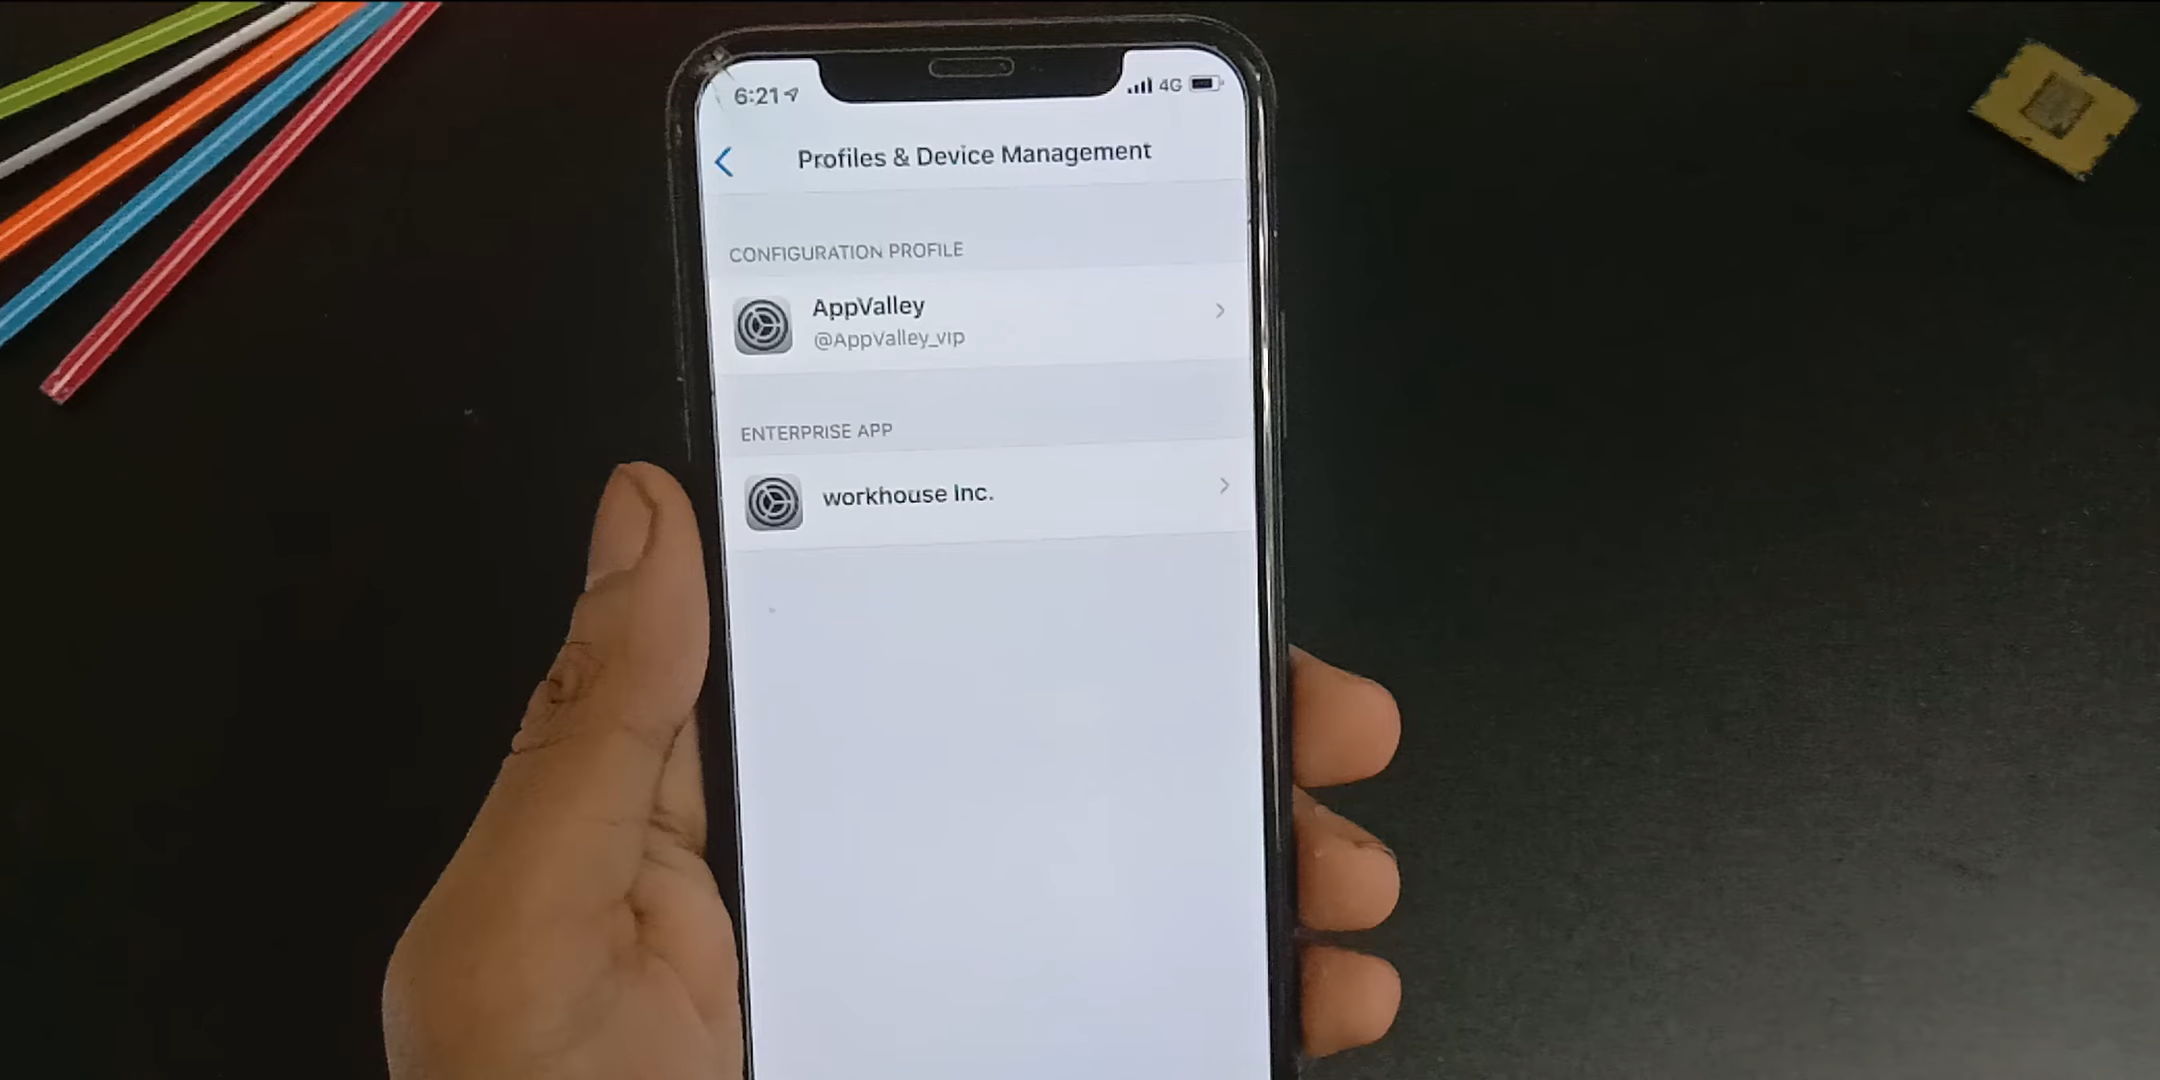 6:21
4G
Profiles & Device Management
CONFIGURATION PROFILE
AppValley
@AppValley_vip
ENTERPRISE APP
workhouse Inc.